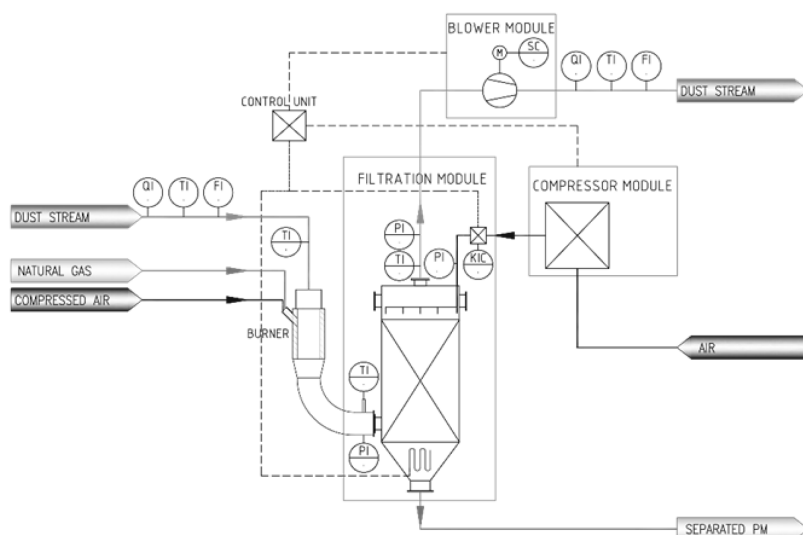 BLOWER MODULE
M
SC
QI
TI
FI
DUST STREAM
CONTROL UNIT
FILTRATION MODULE
COMPRESSOR MODULE
QI
TI
FI
DUST STREAM
TI
PI
TI
PI
KIC
NATURAL GAS
COMPRESSED AIR
BURNER
AIR
TI
PI
SEPARATED PM